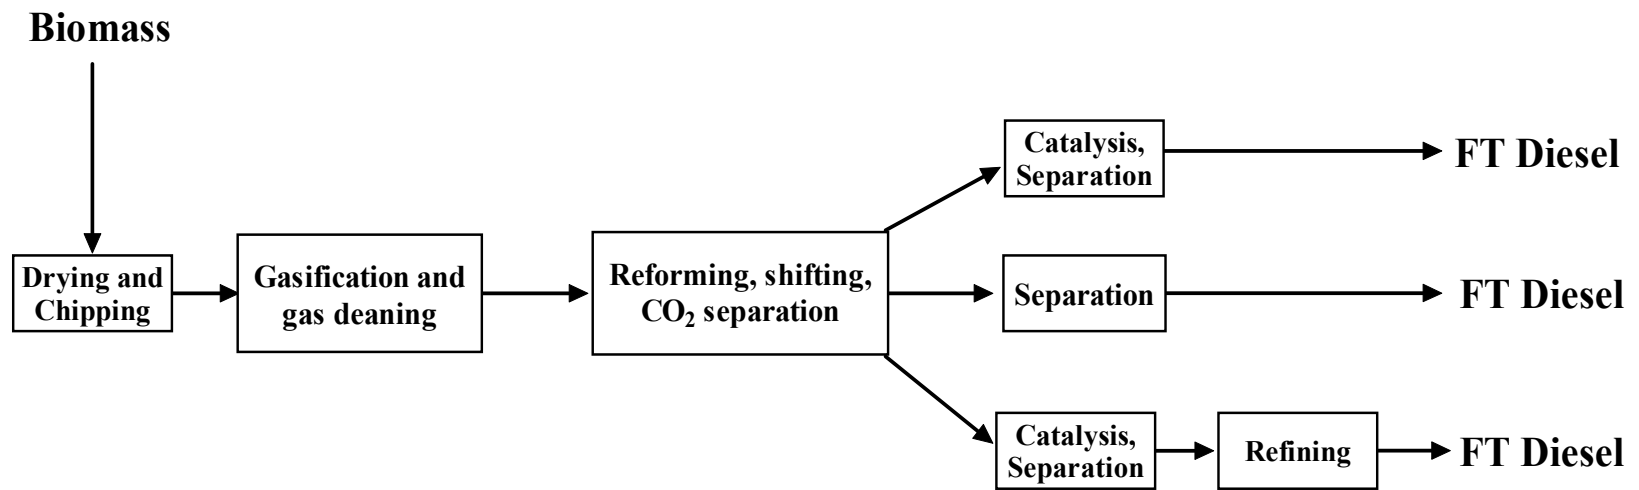 Biomass
Drying and
Chipping
Gasification and
gas deaning
Reforming, shifting,
CO₂ separation
Catalysis,
Separation
FT Diesel
Separation
FT Diesel
Catalysis,
Separation
Refining
FT Diesel